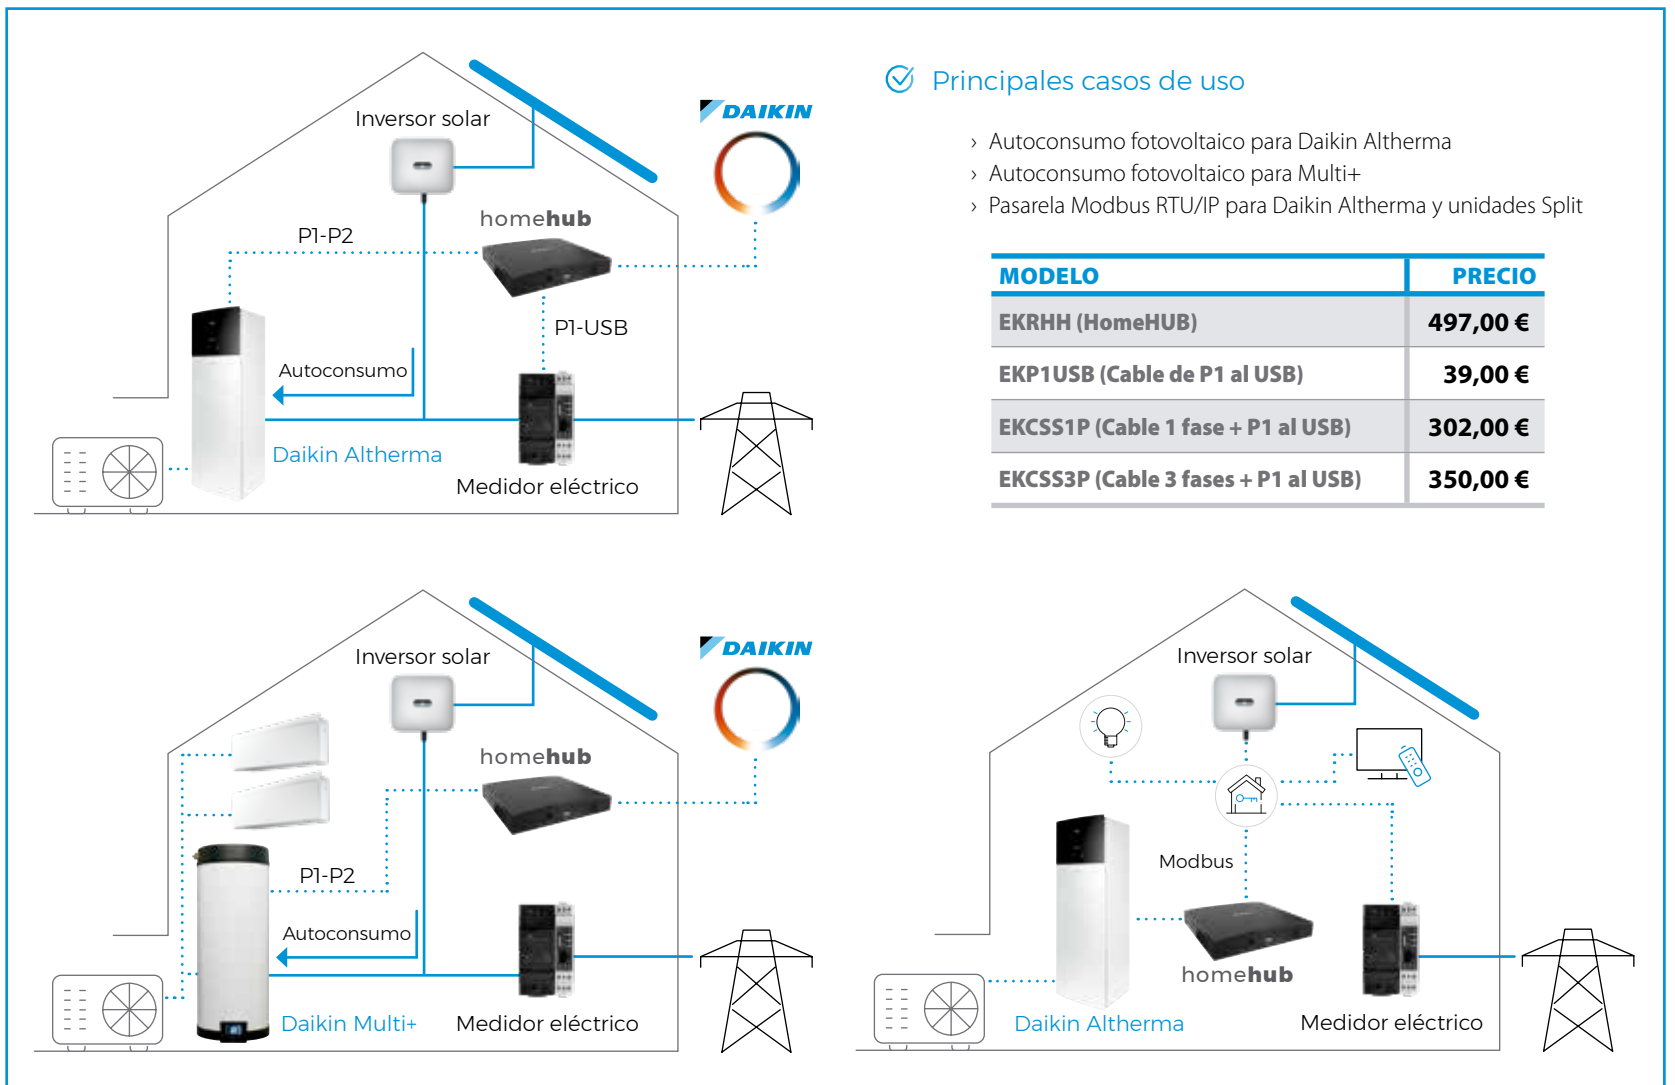 Inversor solar
DAIKIN
homehub
P1-P2
P1-USB
Autoconsumo
Daikin Altherma
Medidor eléctrico
Principales casos de uso
› Autoconsumo fotovoltaico para Daikin Altherma
› Autoconsumo fotovoltaico para Multi+
› Pasarela Modbus RTU/IP para Daikin Altherma y unidades Split
MODELO PRECIO
EKRHH (HomeHUB) 497,00 €
EKP1USB (Cable de P1 al USB) 39,00 €
EKCSS1P (Cable 1 fase + P1 al USB) 302,00 €
EKCSS3P (Cable 3 fases + P1 al USB) 350,00 €
Inversor solar
DAIKIN
homehub
P1-P2
Autoconsumo
Daikin Multi+
Medidor eléctrico
Inversor solar
Modbus
homehub
Daikin Altherma
Medidor eléctrico